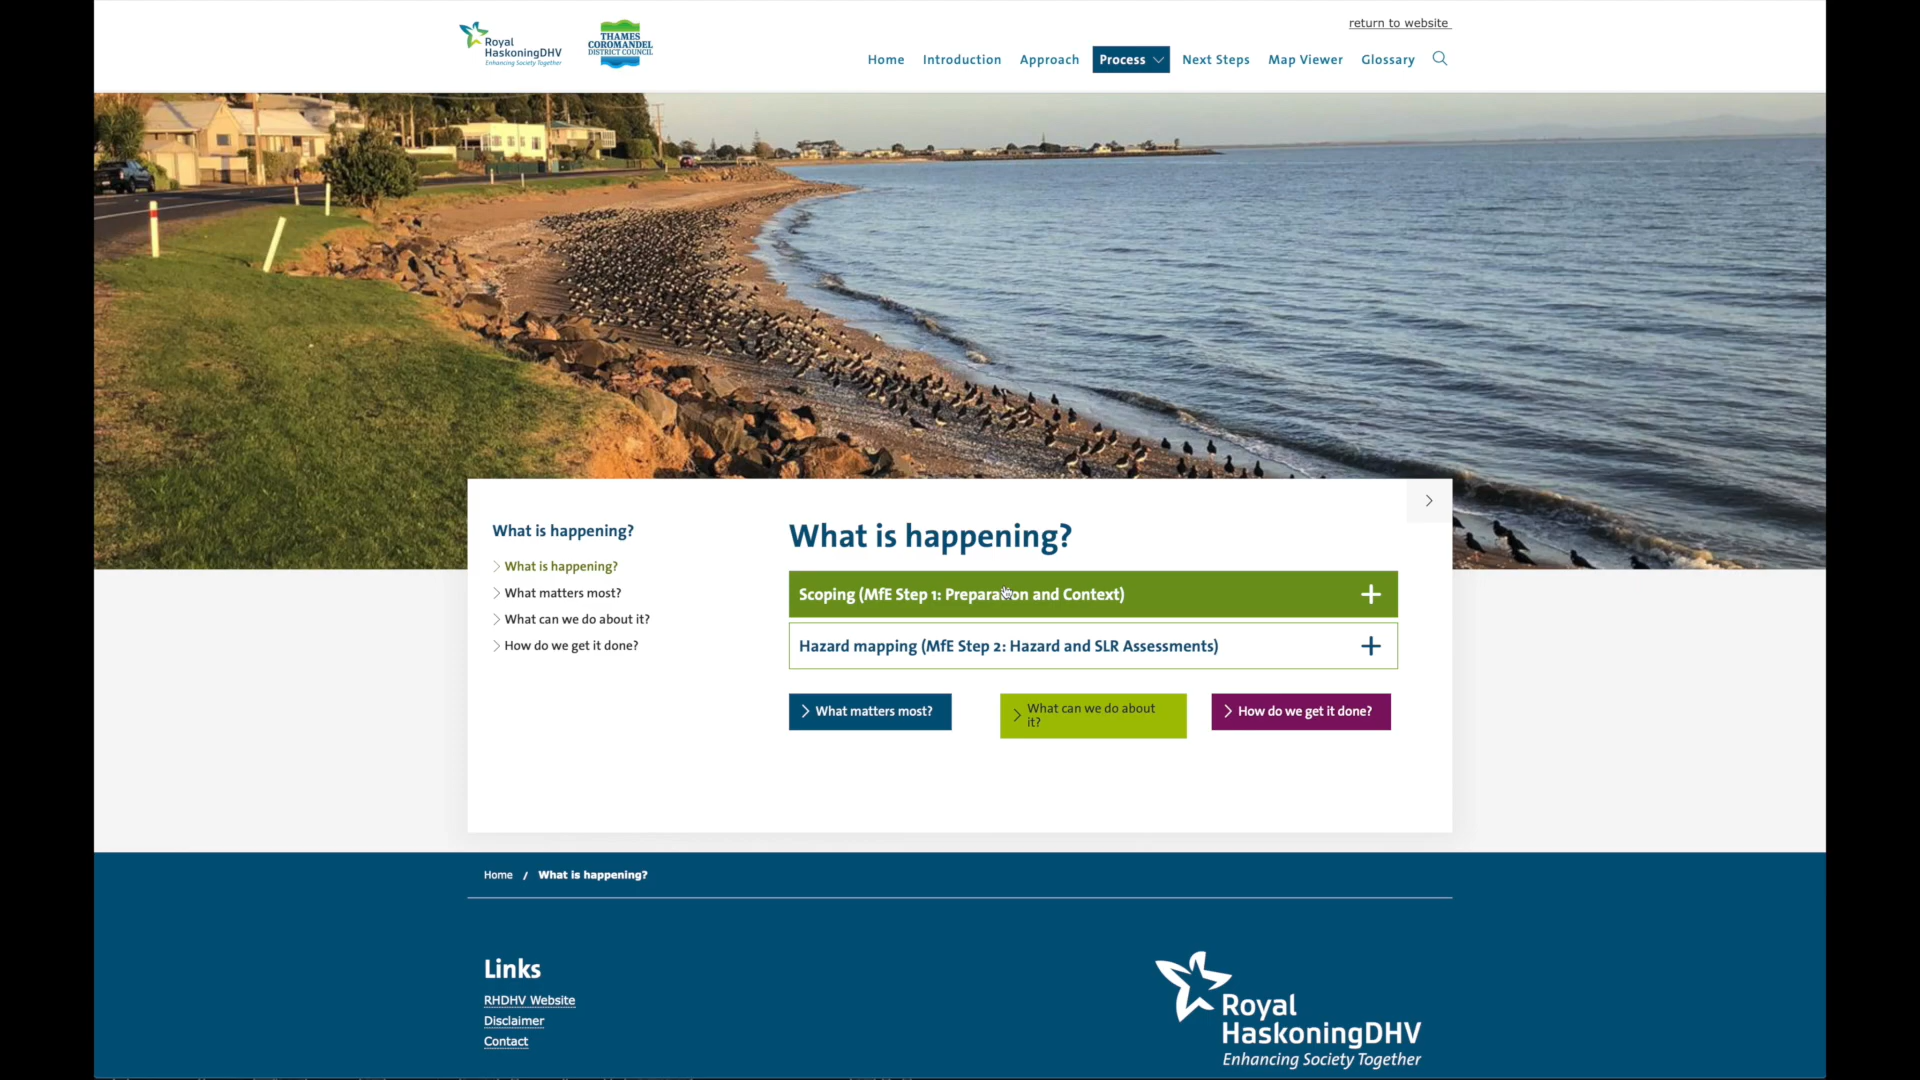 return to website
Royal
HaskoningDHV
Enhancing Society Together
THAMES
COROMANDEL
DISTRICT COUNCIL
Home Introduction Approach Process Next Steps Map Viewer Glossary
What is happening?
What is happening?
What matters most?
What can we do about it?
How do we get it done?
What is happening?
Scoping (MfE Step 1: Preparation and Context)
Hazard mapping (MfE Step 2: Hazard and SLR Assessments)
What matters most?
What can we do about
it?
How do we get it done?
Home / What is happening?
Links
RHDHV Website
Disclaimer
Contact
Royal
HaskoningDHV
Enhancing Society Together